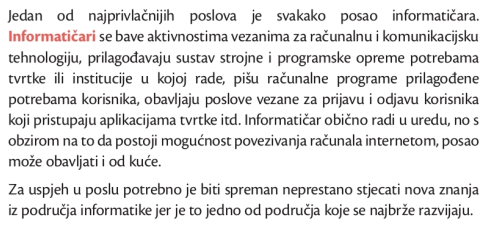 Jedan od najprivlačnijih poslova je svakako posao informatičara.
Informatičari se bave aktivnostima vezanima za računalnu i komunikacijsku
tehnologiju, prilagođavaju sustav strojne i programske opreme potrebama
tvrtke ili institucije u kojoj rade, pišu računalne programe prilagođene
potrebama korisnika, obavljaju poslove vezane za prijavu i odjavu korisnika
koji pristupaju aplikacijama tvrtke itd. Informatičar obično radi u uredu, no s
obzirom na to da postoji mogućnost povezivanja računala internetom, posao
može obavljati i od kuće.
Za uspjeh u poslu potrebno je biti spreman neprestano stjecati nova znanja
iz područja informatike jer je to jedno od područja koje se najbrže razvijaju.